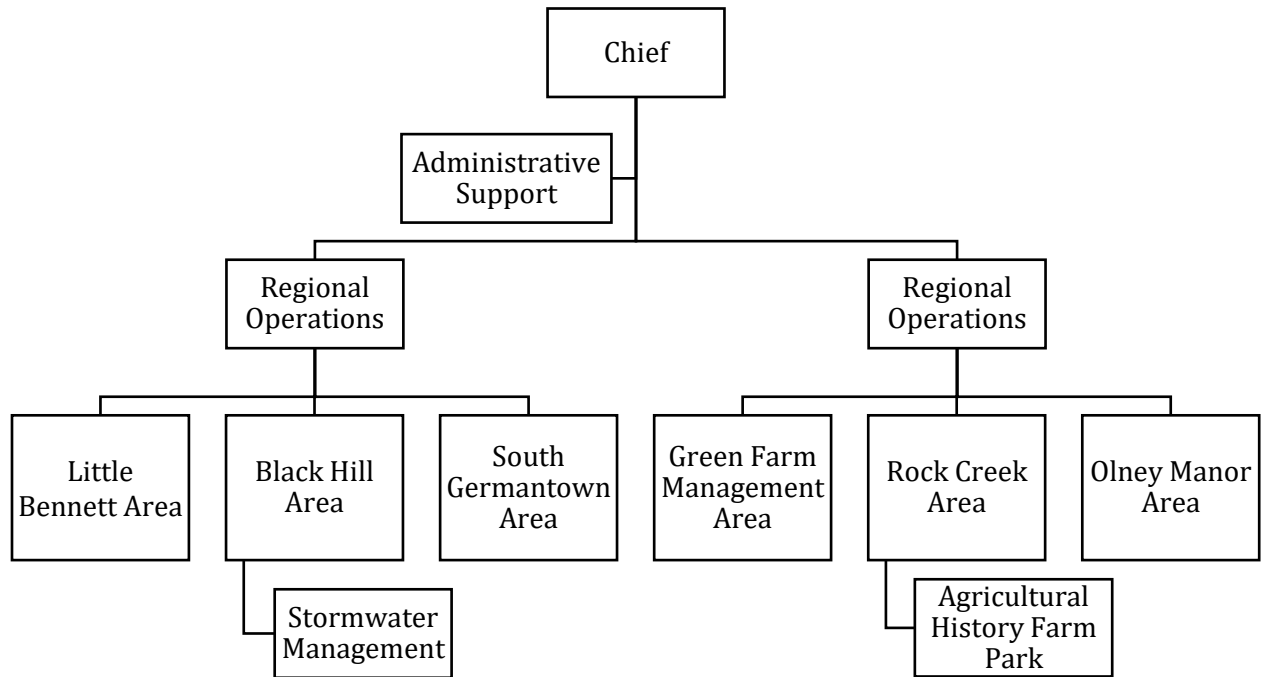 Chief
Administrative
Support
Regional
Operations
Regional
Operations
Little
Bennett Area
Black Hill
Area
South
Germantown
Area
Green Farm
Management
Area
Rock Creek
Area
Olney Manor
Area
Stormwater
Management
Agricultural
History Farm
Park